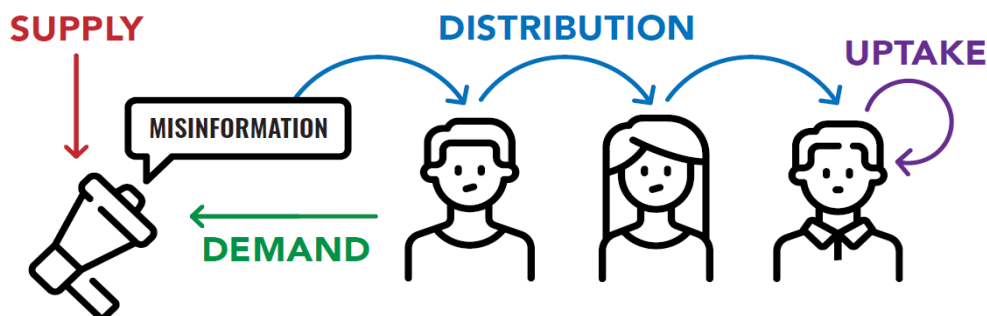 SUPPLY
DISTRIBUTION
UPTAKE
MISINFORMATION
DEMAND